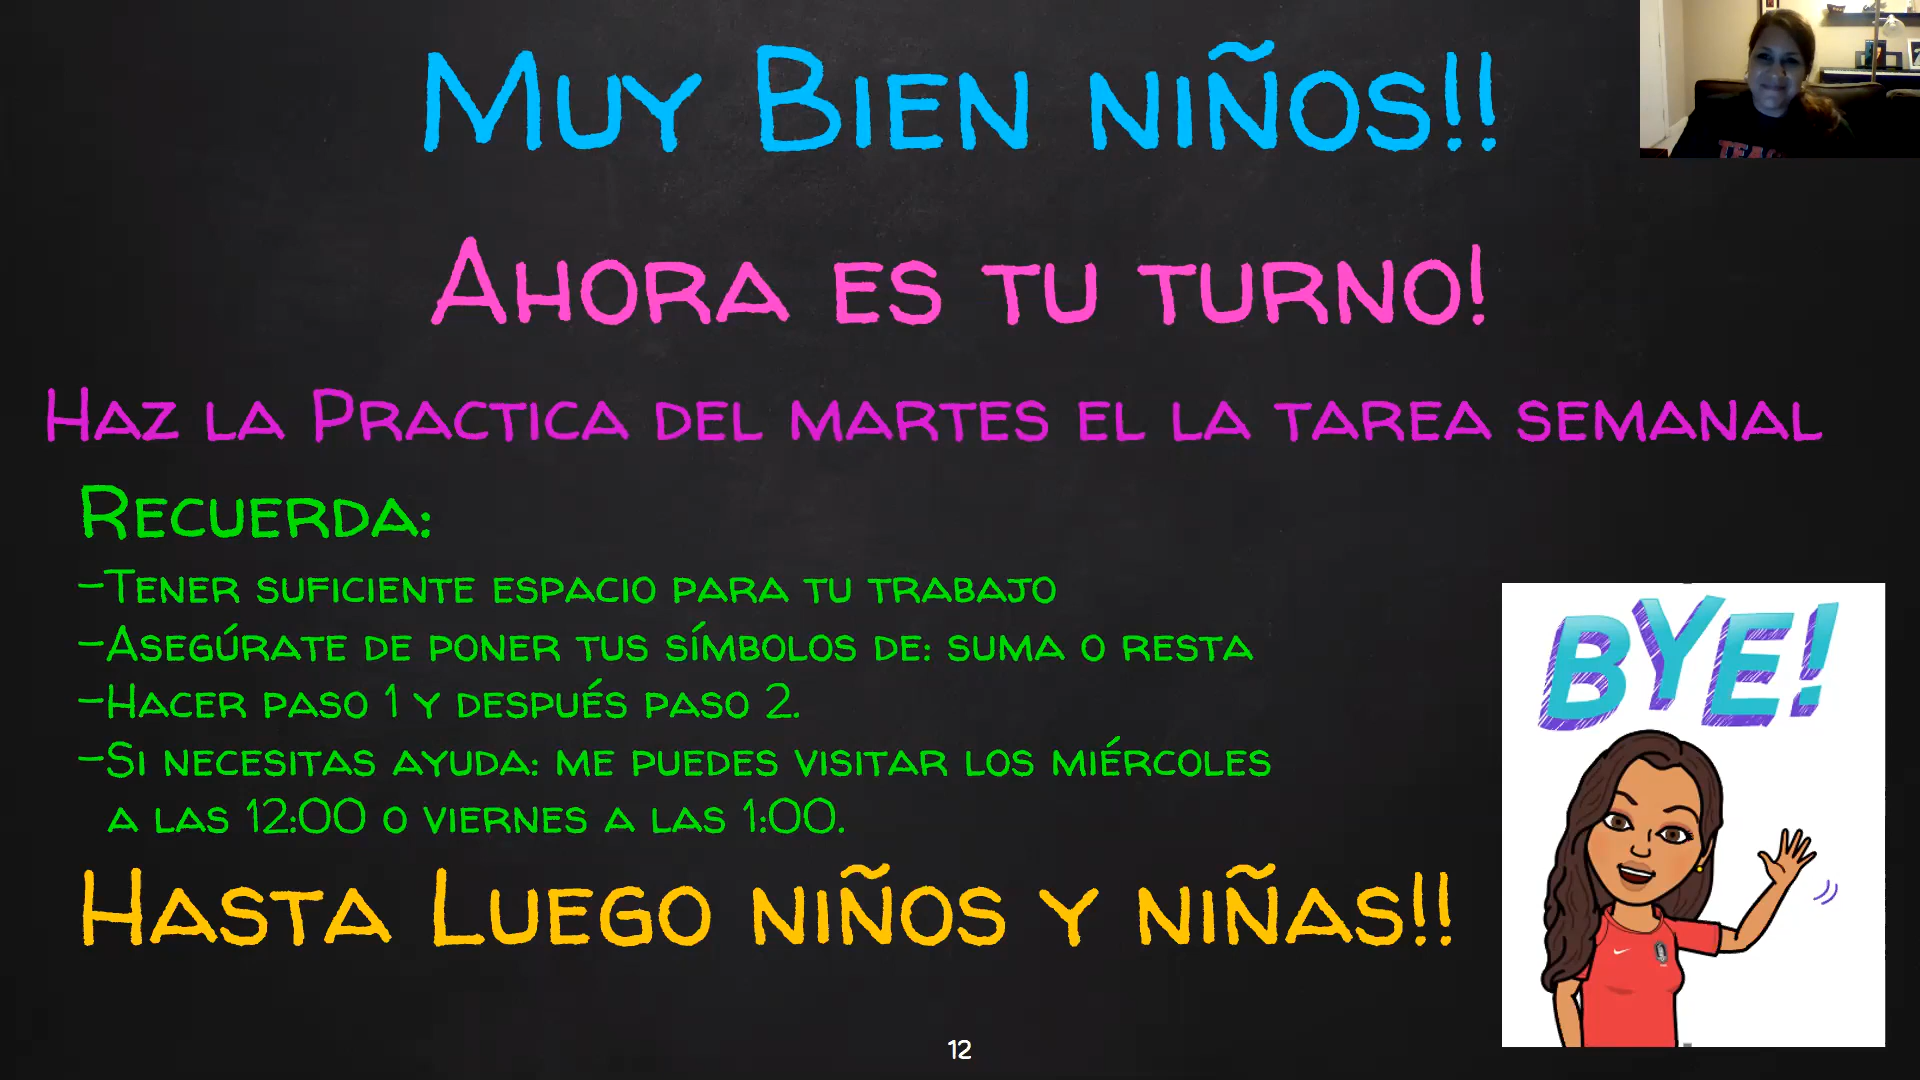 Muy Bien niños!!
Ahora es tu turno!
Haz la Practica del martes el la tarea semanal
Recuerda:
-Tener suficiente espacio para tu trabajo
-Asegúrate de poner tus símbolos de: suma o resta
-Hacer paso 1 y después paso 2.
-Si necesitas ayuda: me puedes visitar los miércoles
a las 12:00 o viernes a las 1:00.
BYE!
Hasta Luego niños y niñas!!
12